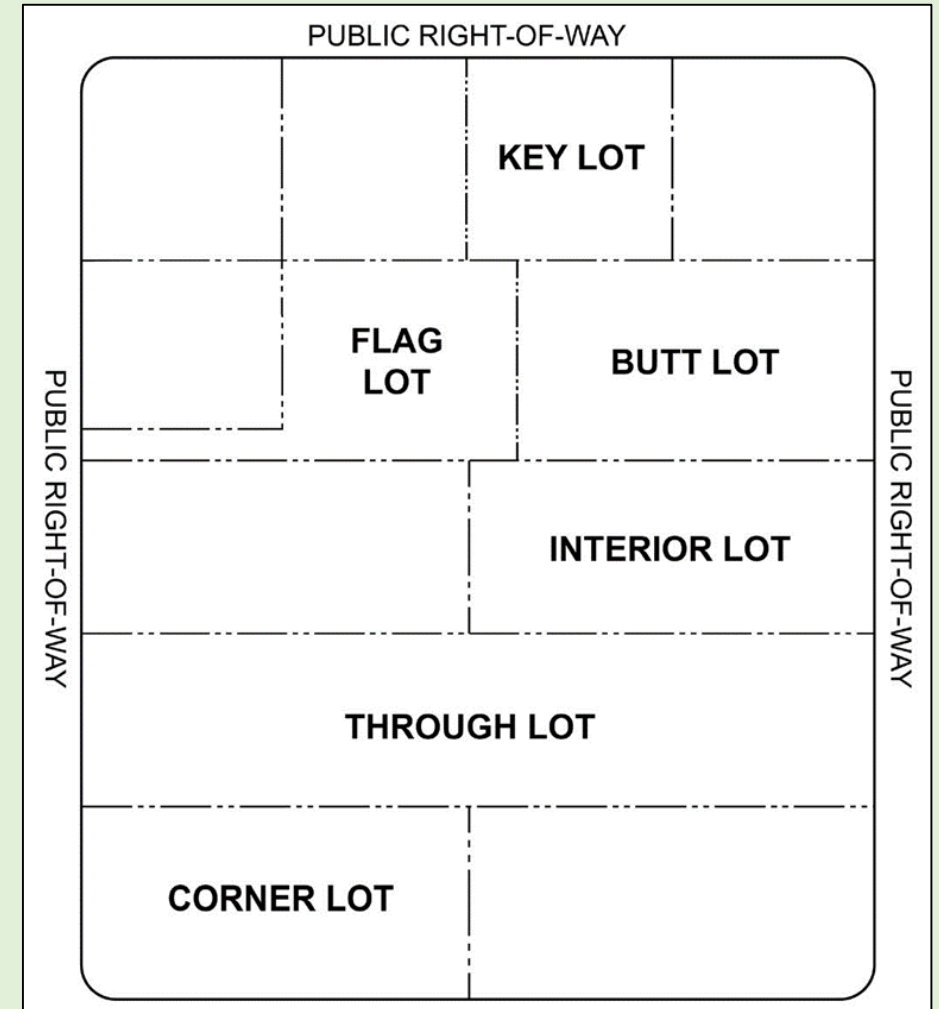 PUBLIC RIGHT-OF-WAY
KEY LOT
FLAG
LOT
BUTT LOT
PUBLIC RIGHT-OF-WAY
PUBLIC RIGHT-OF-WAY
INTERIOR LOT
THROUGH LOT
CORNER LOT